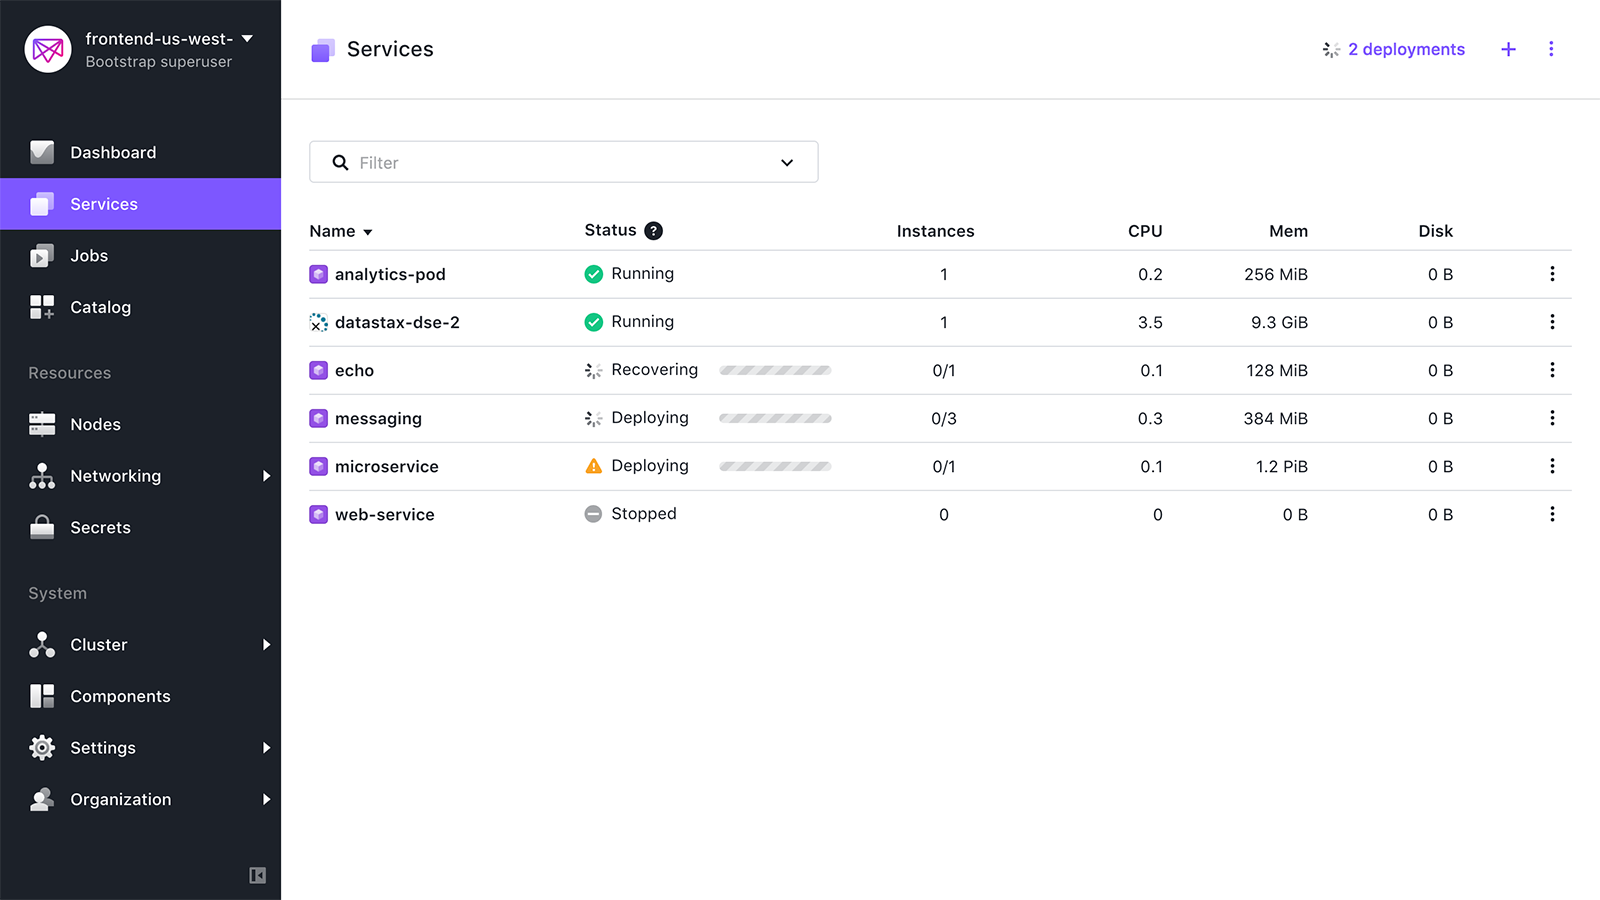 frontend-us-west-
Bootstrap superuser
Dashboard
Services
Jobs
Catalog
Resources
Nodes
Networking
Secrets
System
Cluster
Components
Settings
Organization
Services
2 deployments
Filter
Name Status ? Instances CPU Mem Disk
analytics-pod Running 1 0.2 256 MiB 0 B
datastax-dse-2 Running 1 3.5 9.3 GiB 0 B
echo Recovering 0/1 0.1 128 MiB 0 B
messaging Deploying 0/3 0.3 384 MiB 0 B
microservice Deploying 0/1 0.1 1.2 PiB 0 B
web-service Stopped 0 0 0 B 0 B